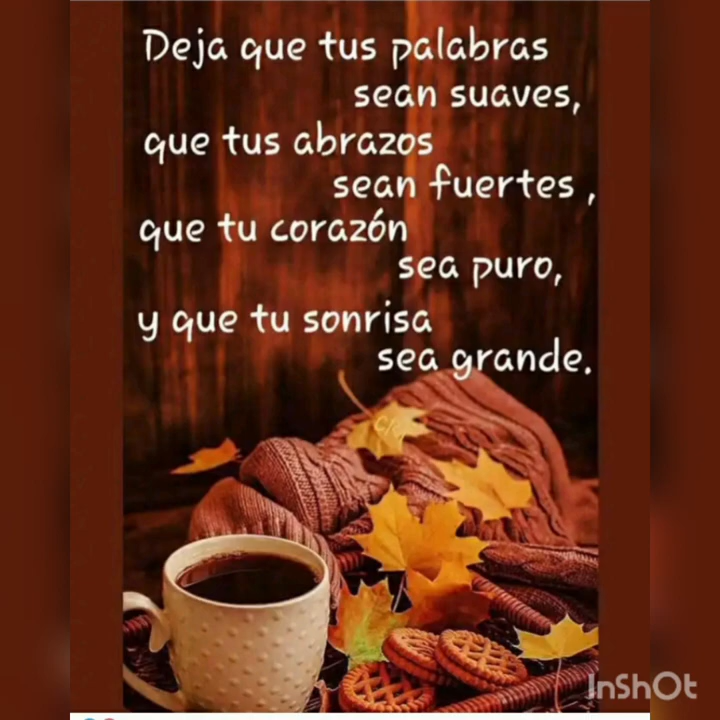 Deja que tus palabras
sean suaves,
que tus abrazos
sean fuertes ,
que tu corazón
sea puro,
y que tu sonrisa
sea grande.
InShOt